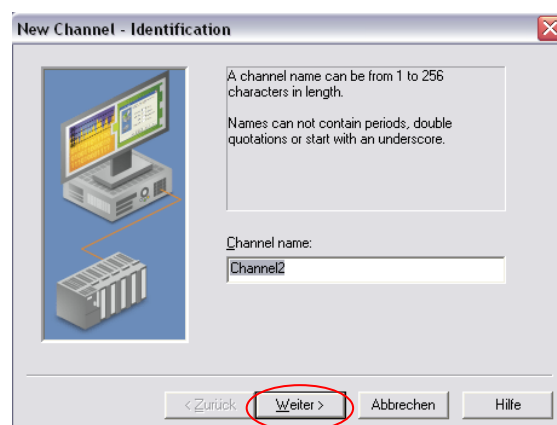 New Channel - Identification
A channel name can be from 1 to 256
characters in length.
Names can not contain periods, double
quotations or start with an underscore.
Channel name:
Channel2
< Zurück
Weiter >
Abbrechen
Hilfe